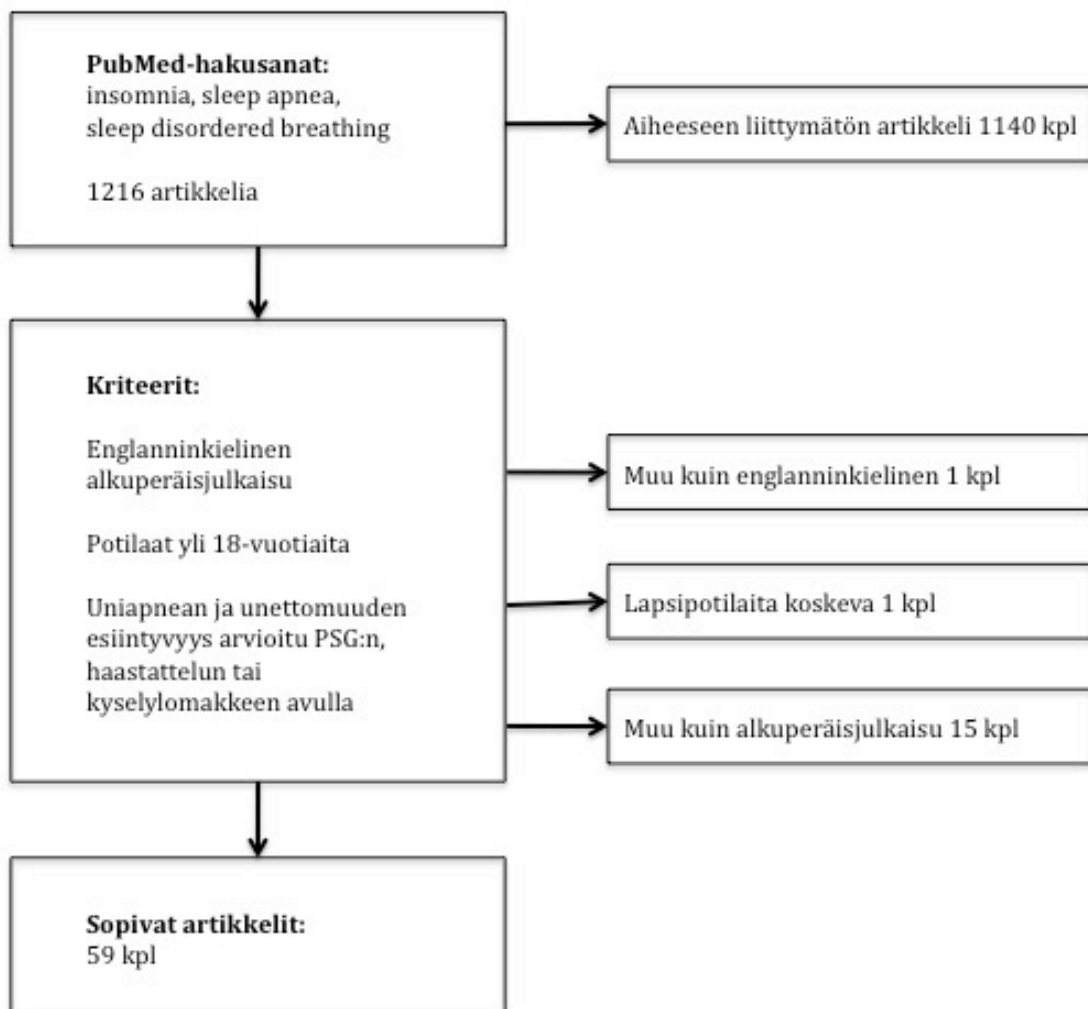 PubMed-hakusanat:
insomnia, sleep apnea,
sleep disordered breathing
1216 artikkelia
Aiheeseen liittymätön artikkeli 1140 kpl
Kriteerit:
Englanninkielinen
alkuperäisjulkaisu
Potilaat yli 18-vuotiaita
Uniapnean ja unettomuuden
esiintyvyys arvioitu PSG:n,
haastattelun tai
kyselylomakkeen avulla
Muu kuin englanninkielinen 1 kpl
Lapsipotilaita koskeva 1 kpl
Muu kuin alkuperäisjulkaisu 15 kpl
Sopivat artikkelit:
59 kpl